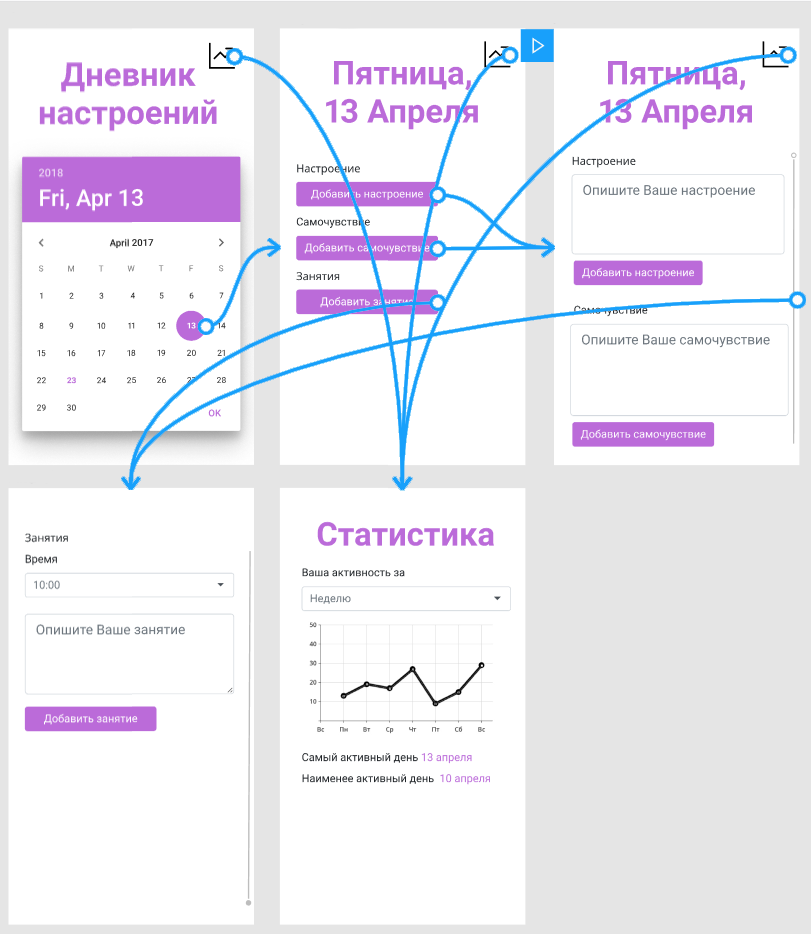 Дневник
настроений
2018
Fri, Apr 13
April 2017
S M T W T F S
1 2 3 4 5 6 7
8 9 10 11 12 13 14
15 16 17 18 19 20 21
22 23 24 25 26 27 28
29 30
OK
Пятница,
13 Апреля
Настроение
Добавить настроение
Самочувствие
Добавить самочувствие
Занятия
Добавить занятие
Пятница,
13 Апреля
Настроение
Опишите Ваше настроение
Добавить настроение
Самочувствие
Опишите Ваше самочувствие
Добавить самочувствие
Занятия
Время
10:00
Опишите Ваше занятие
Добавить занятие
Статистика
Ваша активность за
Неделю
50
40
30
20
10
Вс Пн Вт Ср Чт Пт Сб Вс
Самый активный день 13 апреля
Наименее активный день 10 апреля